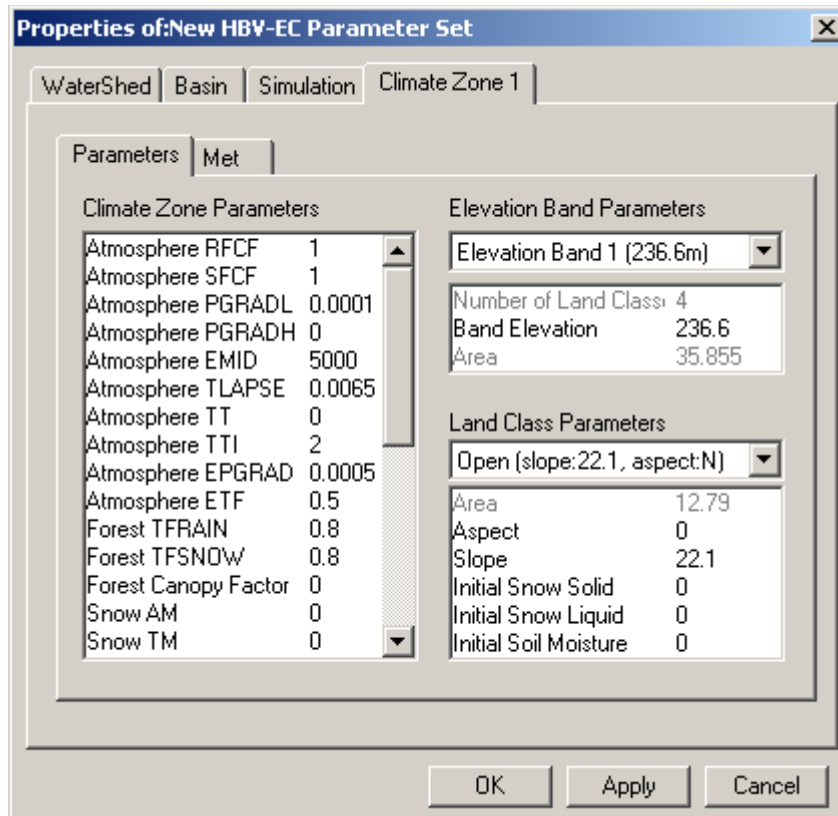 Properties of:New HBV-EC Parameter Set
WaterShed Basin Simulation Climate Zone 1
Parameters Met
Climate Zone Parameters
Atmosphere RFCF 1
Atmosphere SFCF 1
Atmosphere PGRADL 0.0001
Atmosphere PGRADH 0
Atmosphere EMID 5000
Atmosphere TLAPSE 0.0065
Atmosphere TT 0
Atmosphere TTI 2
Atmosphere EPGRAD 0.0005
Atmosphere ETF 0.5
Forest TFRAIN 0.8
Forest TFSNOW 0.8
Forest Canopy Factor 0
Snow AM 0
Snow TM 0
Elevation Band Parameters
Elevation Band 1 (236.6m)
Number of Land Class 4
Band Elevation 236.6
Area 35.855
Land Class Parameters
Open (slope:22.1, aspect:N)
Area 12.79
Aspect 0
Slope 22.1
Initial Snow Solid 0
Initial Snow Liquid 0
Initial Soil Moisture 0
OK Apply Cancel